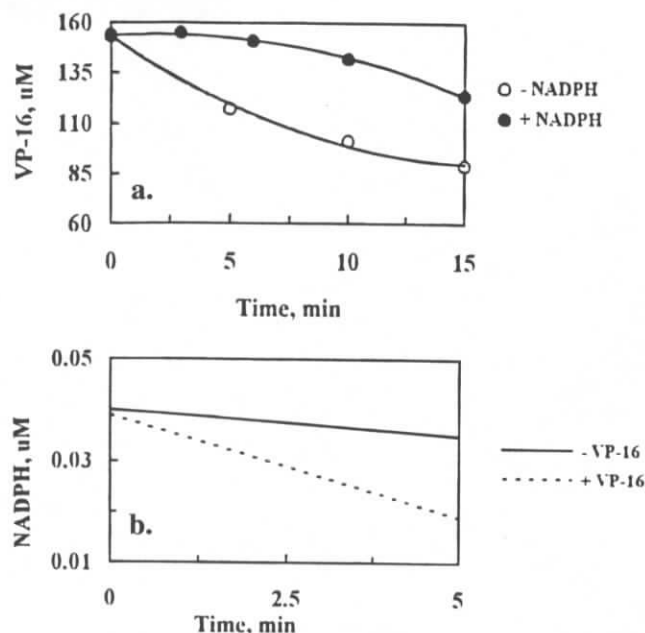 160
135
110
85
60
VP-16, uM
a.
0 5 10 15
Time, min
- NADPH
+ NADPH
0.05
0.03
0.01
NADPH, uM
b.
0 2.5 5
Time, min
- VP-16
+ VP-16